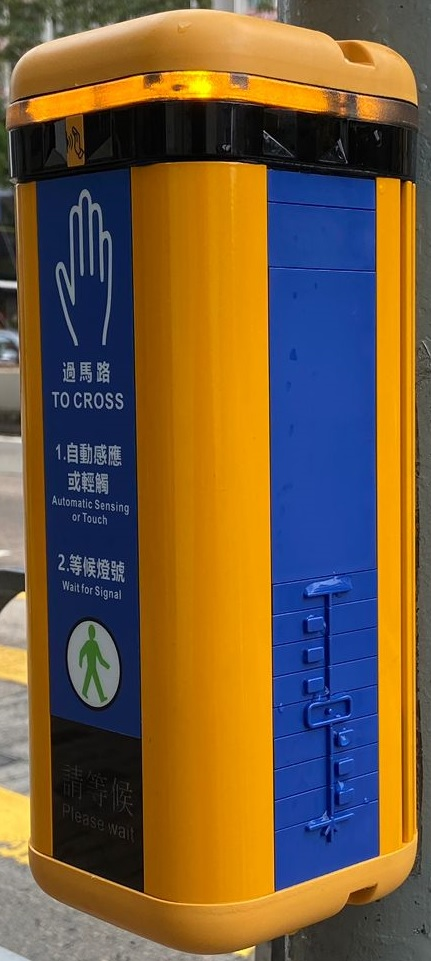 過馬路
TO CROSS
1.自動感應
或輕觸
Automatic Sensing
or Touch
2.等候燈號
Wait for Signal
請等候
Please wait